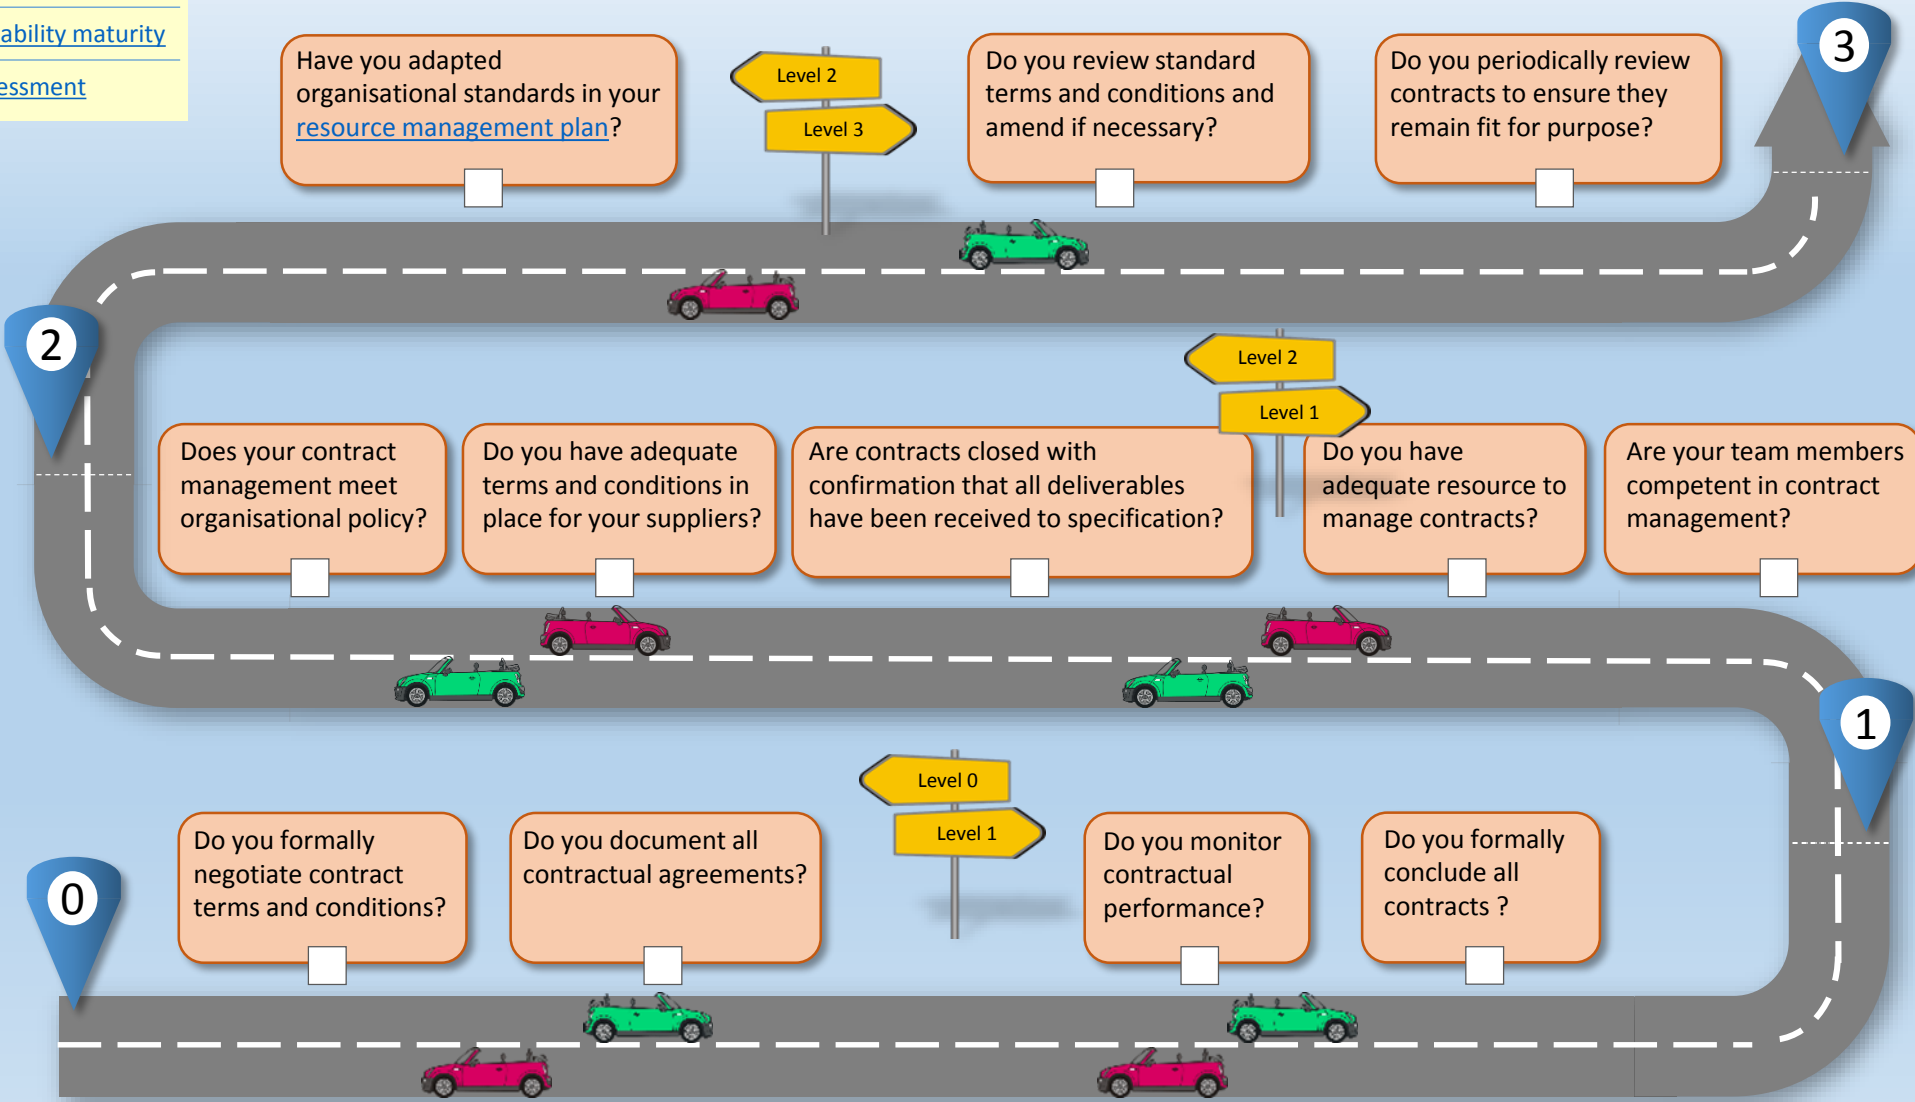 ability maturity
essment
Have you adapted
organisational standards in your
resource management plan?
Level 2
Level 3
Do you review standard
terms and conditions and
amend if necessary?
Do you periodically review
contracts to ensure they
remain fit for purpose?
3
2
Level 2
Level 1
Does your contract
management meet
organisational policy?
Do you have adequate
terms and conditions in
place for your suppliers?
Are contracts closed with
confirmation that all deliverables
have been received to specification?
Do you have
adequate resource to
manage contracts?
Are your team members
competent in contract
management?
1
Level 0
Level 1
0
Do you formally
negotiate contract
terms and conditions?
Do you document all
contractual agreements?
Do you monitor
contractual
performance?
Do you formally
conclude all
contracts ?